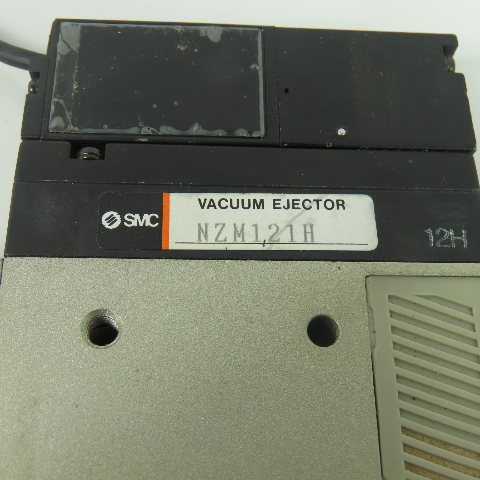 VACUUM EJECTOR
SMC
NZM121H
12H